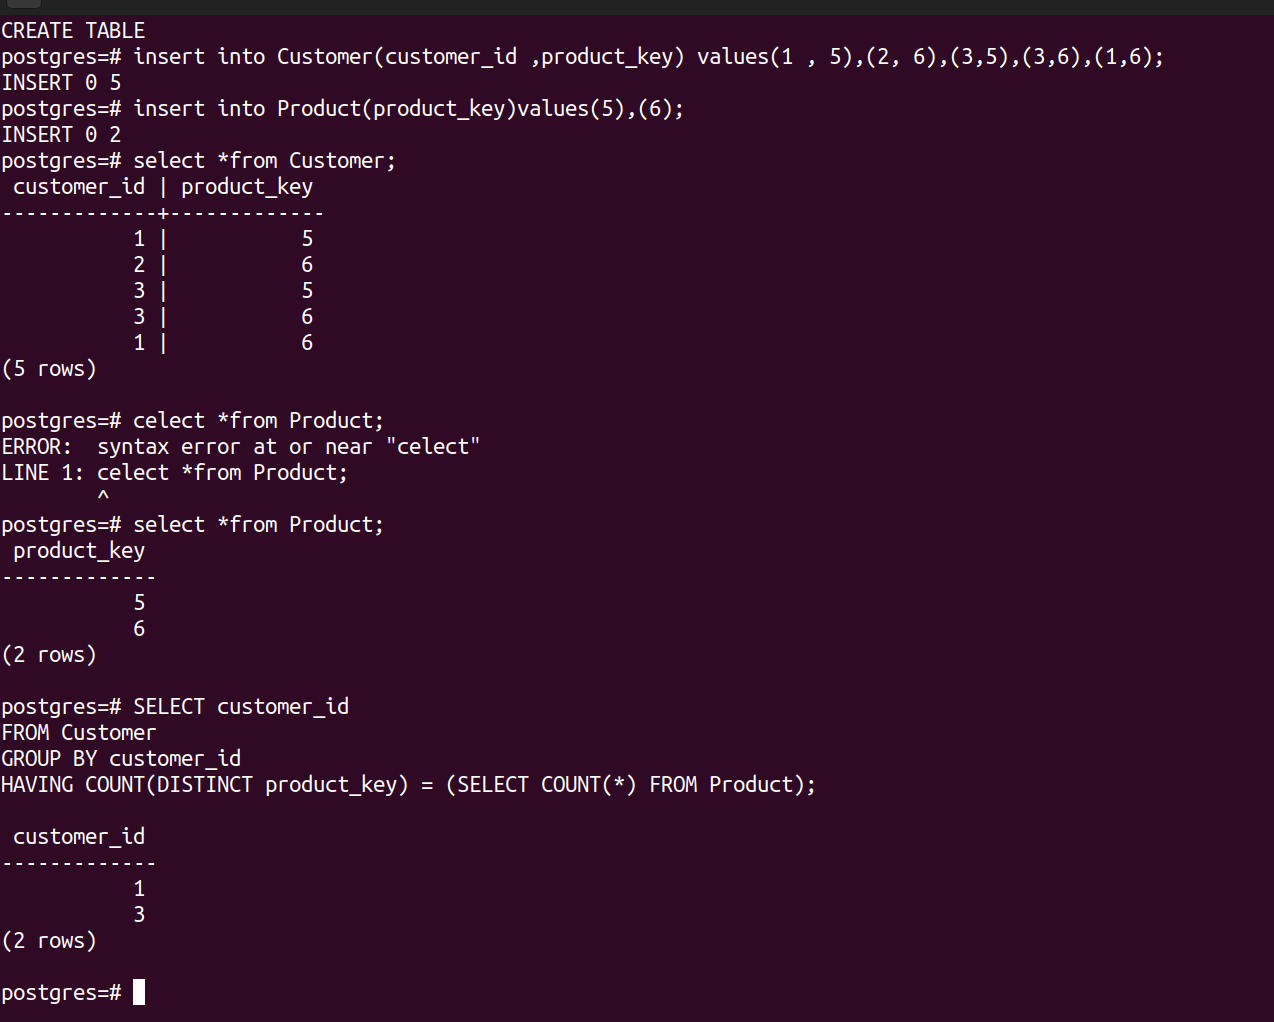 CREATE TABLE
postgres=# insert into Customer(customer_id ,product_key) values(1 , 5),(2, 6),(3,5),(3,6),(1,6);
INSERT 0 5
postgres=# insert into Product(product_key)values(5),(6);
INSERT 0 2
postgres=# select *from Customer;
 customer_id | product_key
-------------+-------------
           1 |           5
           2 |           6
           3 |           5
           3 |           6
           1 |           6
(5 rows)

postgres=# celect *from Product;
ERROR:  syntax error at or near "celect"
LINE 1: celect *from Product;
        ^
postgres=# select *from Product;
 product_key
-------------
           5
           6
(2 rows)

postgres=# SELECT customer_id
FROM Customer
GROUP BY customer_id
HAVING COUNT(DISTINCT product_key) = (SELECT COUNT(*) FROM Product);

 customer_id
-------------
           1
           3
(2 rows)

postgres=#